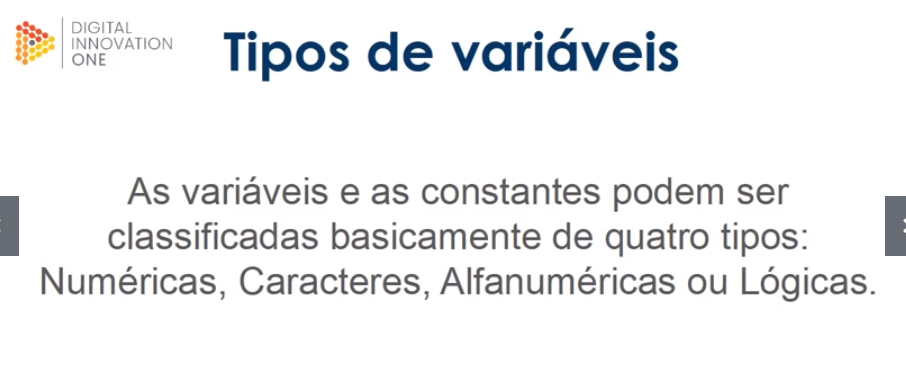 DIGITAL
INNOVATION
ONE
Tipos de variáveis
As variáveis e as constantes podem ser
classificadas basicamente de quatro tipos:
Numéricas, Caracteres, Alfanuméricas ou Lógicas.